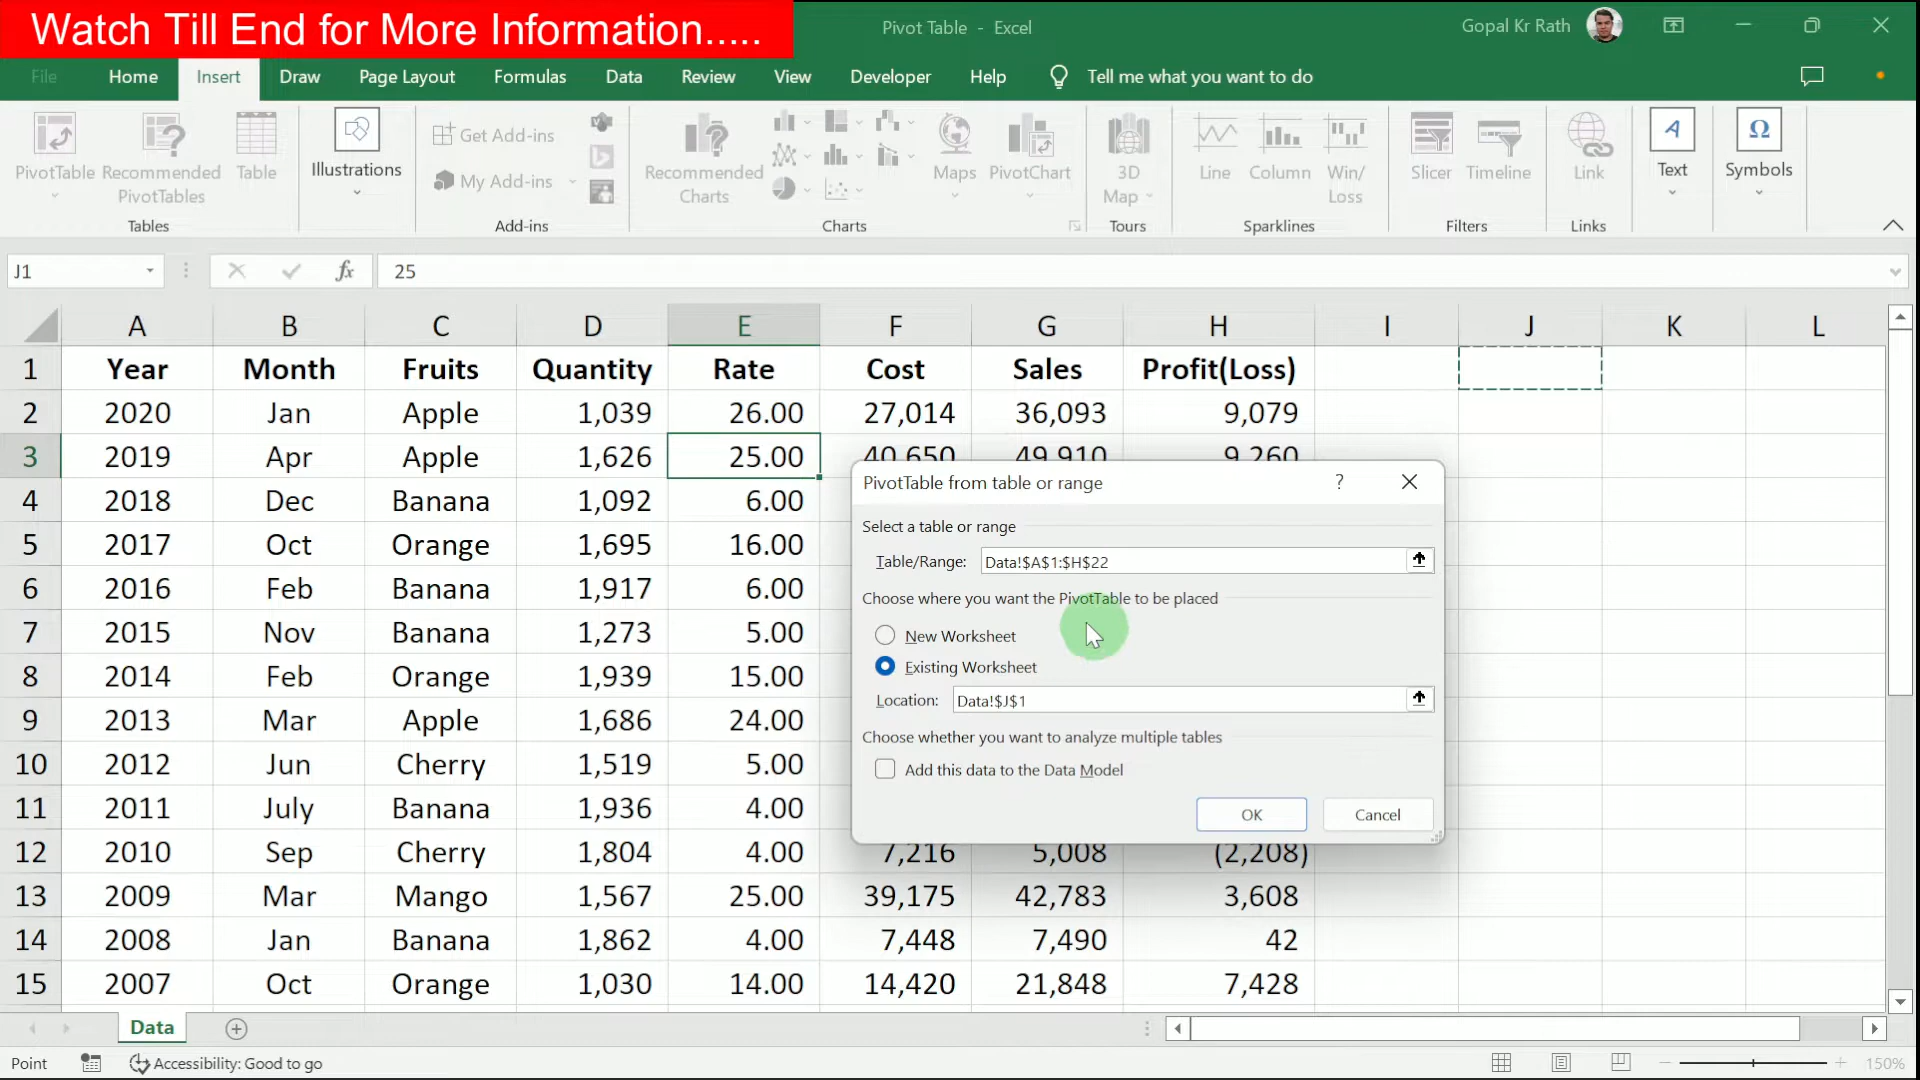 Watch Till End for More Information.....
Pivot Table - Excel
Gopal Kr Rath
File Home Insert Draw Page Layout Formulas Data Review View Developer Help Tell me what you want to do
PivotTable
Recommended PivotTables
Table
Tables
Illustrations
Get Add-ins
My Add-ins
Add-ins
Recommended Charts
Maps
PivotChart
Charts
3D Map
Tours
Line
Column
Win/ Loss
Sparklines
Slicer
Timeline
Filters
Link
Links
Text
Symbols
J1 fx 25
A B C D E F G H I J K L
1 Year Month Fruits Quantity Rate Cost Sales Profit(Loss)
2 2020 Jan Apple 1,039 26.00 27,014 36,093 9,079
3 2019 Apr Apple 1,626 25.00 40,650 49,910 9,260
4 2018 Dec Banana 1,092 6.00
5 2017 Oct Orange 1,695 16.00
6 2016 Feb Banana 1,917 6.00
7 2015 Nov Banana 1,273 5.00
8 2014 Feb Orange 1,939 15.00
9 2013 Mar Apple 1,686 24.00
10 2012 Jun Cherry 1,519 5.00
11 2011 July Banana 1,936 4.00
12 2010 Sep Cherry 1,804 4.00 7,216 5,008 (2,208)
13 2009 Mar Mango 1,567 25.00 39,175 42,783 3,608
14 2008 Jan Banana 1,862 4.00 7,448 7,490 42
15 2007 Oct Orange 1,030 14.00 14,420 21,848 7,428
PivotTable from table or range ?
Select a table or range
Table/Range: Data!$A$1:$H$22
Choose where you want the PivotTable to be placed
New Worksheet
Existing Worksheet
Location: Data!$J$1
Choose whether you want to analyze multiple tables
Add this data to the Data Model
OK Cancel
Data
Point Accessibility: Good to go 150%